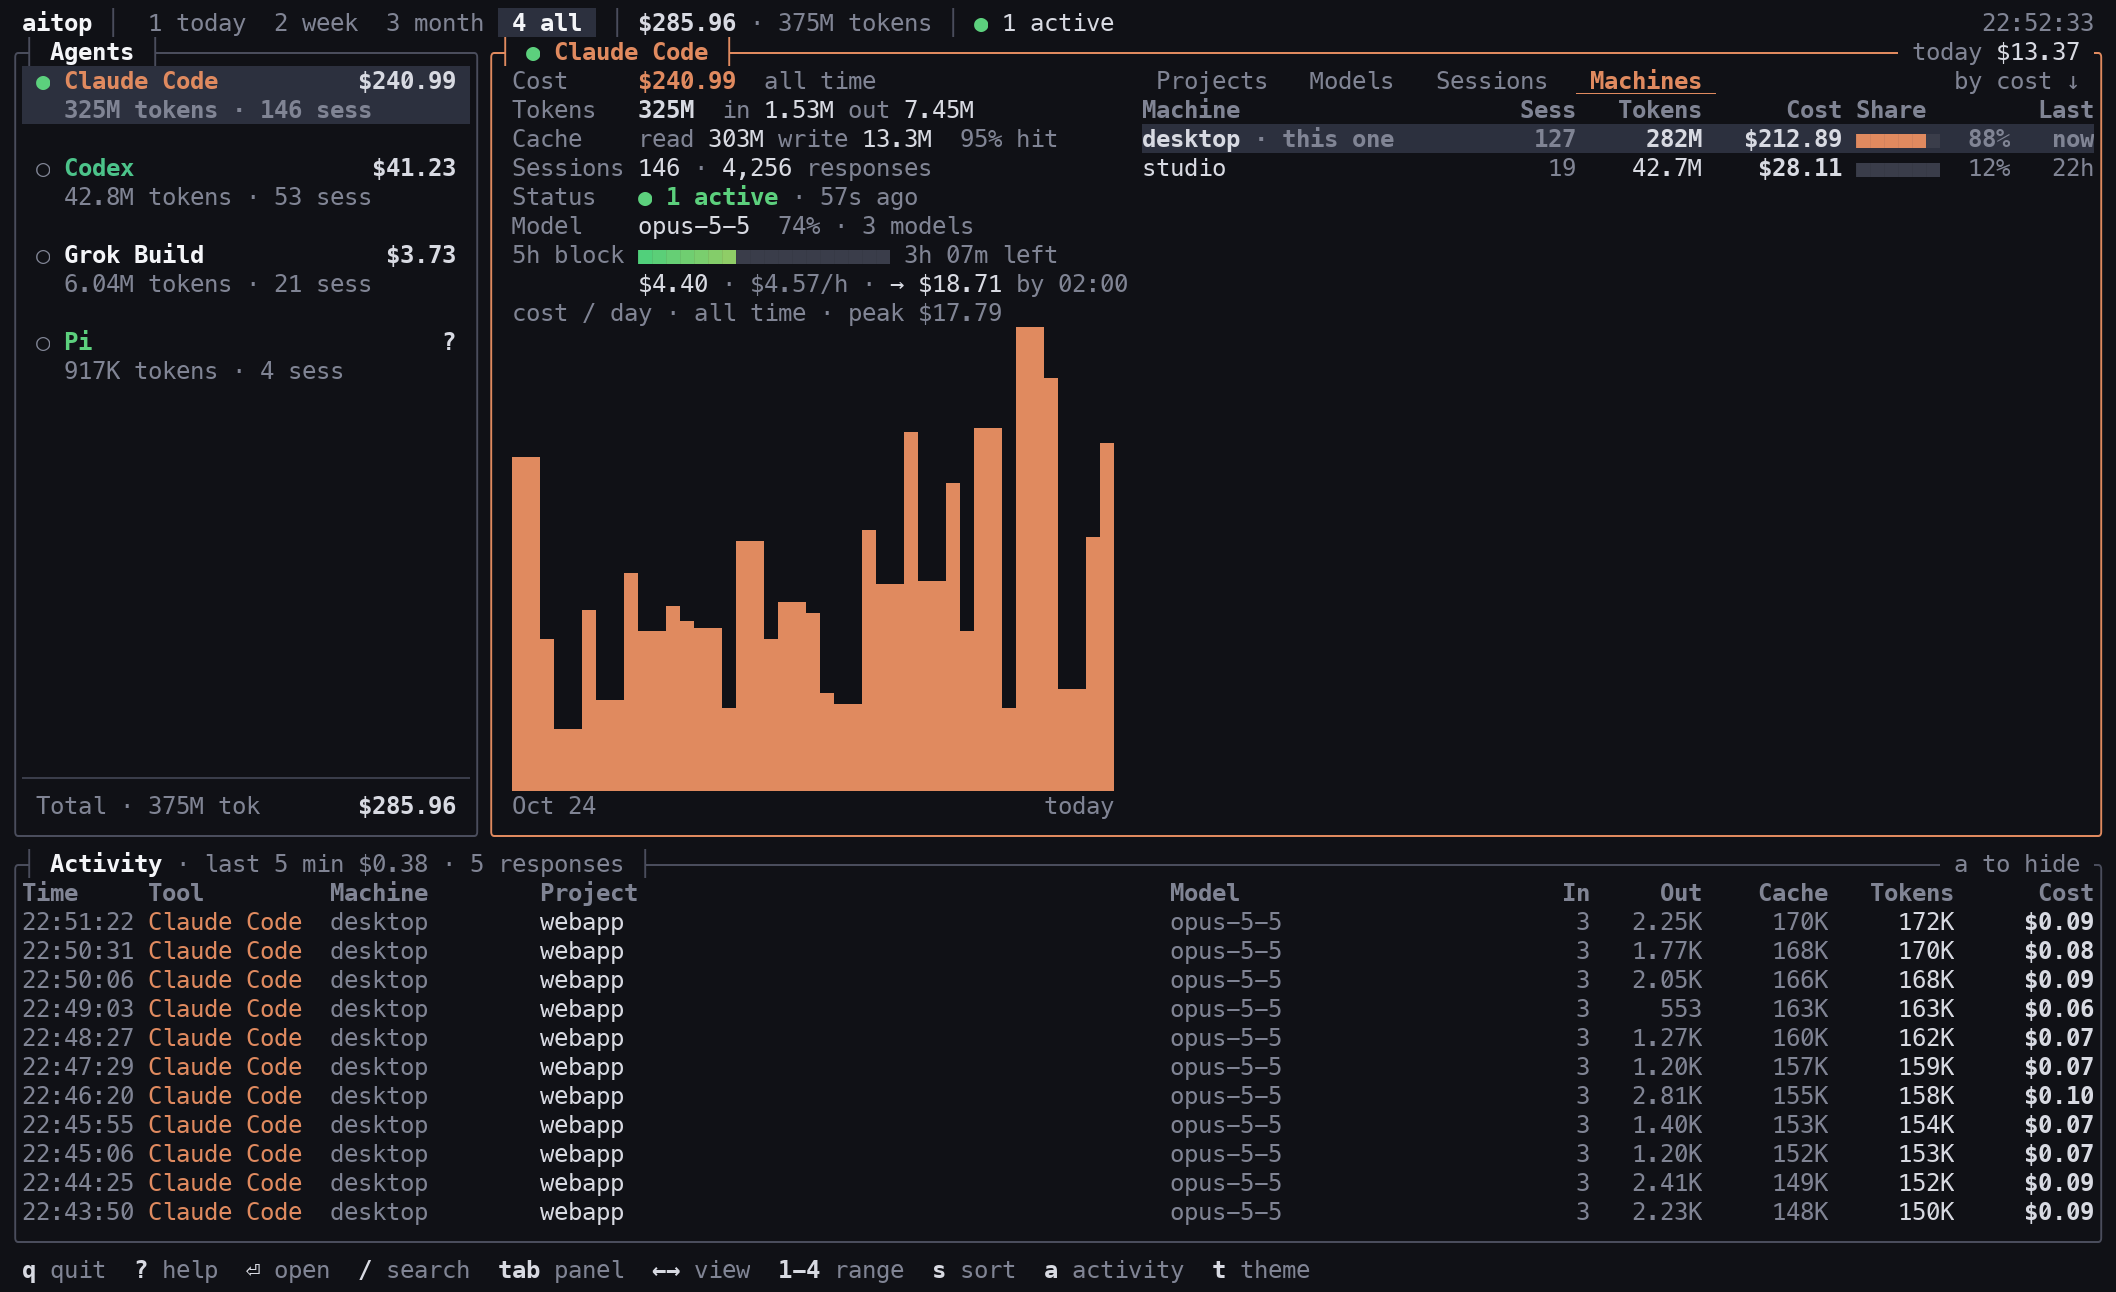 aitop │ 1 today 2 week 3 month 4 all │ $285.96 · 375M tokens │ ● 1 active 22:52:33
Agents
● Claude Code $240.99
325M tokens · 146 sess
○ Codex $41.23
42.8M tokens · 53 sess
○ Grok Build $3.73
6.04M tokens · 21 sess
○ Pi ?
917K tokens · 4 sess
Total · 375M tok $285.96
● Claude Code today $13.37
Cost $240.99 all time
Tokens 325M in 1.53M out 7.45M
Cache read 303M write 13.3M 95% hit
Sessions 146 · 4,256 responses
Status ● 1 active · 57s ago
Model opus-5-5 74% · 3 models
5h block 3h 07m left
$4.40 · $4.57/h · → $18.71 by 02:00
cost / day · all time · peak $17.79
Oct 24 today
Projects Models Sessions Machines by cost ↓
Machine Sess Tokens Cost Share Last
desktop · this one 127 282M $212.89 88% now
studio 19 42.7M $28.11 12% 22h
Activity · last 5 min $0.38 · 5 responses a to hide
Time Tool Machine Project Model In Out Cache Tokens Cost
22:51:22 Claude Code desktop webapp opus-5-5 3 2.25K 170K 172K $0.09
22:50:31 Claude Code desktop webapp opus-5-5 3 1.77K 168K 170K $0.08
22:50:06 Claude Code desktop webapp opus-5-5 3 2.05K 166K 168K $0.09
22:49:03 Claude Code desktop webapp opus-5-5 3 553 163K 163K $0.06
22:48:27 Claude Code desktop webapp opus-5-5 3 1.27K 160K 162K $0.07
22:47:29 Claude Code desktop webapp opus-5-5 3 1.20K 157K 159K $0.07
22:46:20 Claude Code desktop webapp opus-5-5 3 2.81K 155K 158K $0.10
22:45:55 Claude Code desktop webapp opus-5-5 3 1.40K 153K 154K $0.07
22:45:06 Claude Code desktop webapp opus-5-5 3 1.20K 152K 153K $0.07
22:44:25 Claude Code desktop webapp opus-5-5 3 2.41K 149K 152K $0.09
22:43:50 Claude Code desktop webapp opus-5-5 3 2.23K 148K 150K $0.09
q quit ? help ⏎ open / search tab panel ←→ view 1-4 range s sort a activity t theme